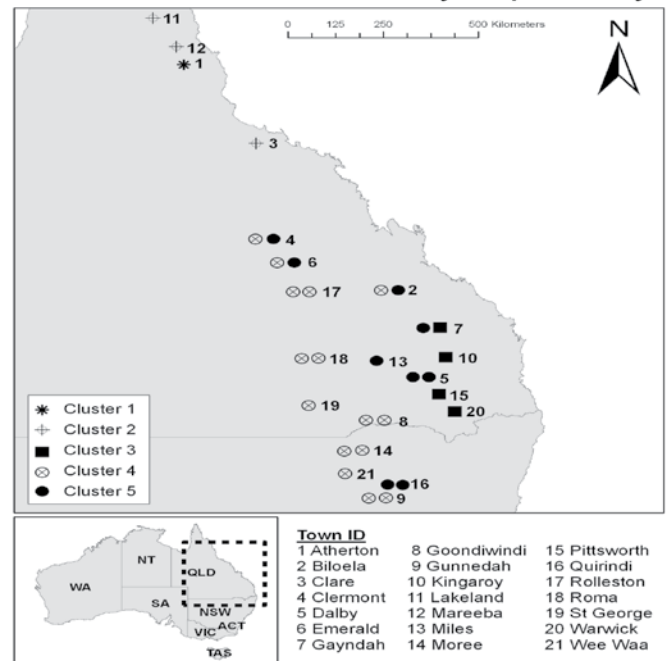 11
0 250 500 Kilometers
N
12
1
3
4
6
17
2
7
18
13
10
5
15
19
20
8
14
21
16
9
Cluster 1
Cluster 2
Cluster 3
Cluster 4
Cluster 5
NT
QLD
WA
SA
NSW
ACT
VIC
TAS
Town ID
1 Atherton 8 Goondiwindi 15 Pittsworth
2 Biloela 9 Gunnedah 16 Quirindi
3 Clare 10 Kingaroy 17 Rolleston
4 Clermont 11 Lakeland 18 Roma
5 Dalby 12 Mareeba 19 St George
6 Emerald 13 Miles 20 Warwick
7 Gayndah 14 Moree 21 Wee Waa